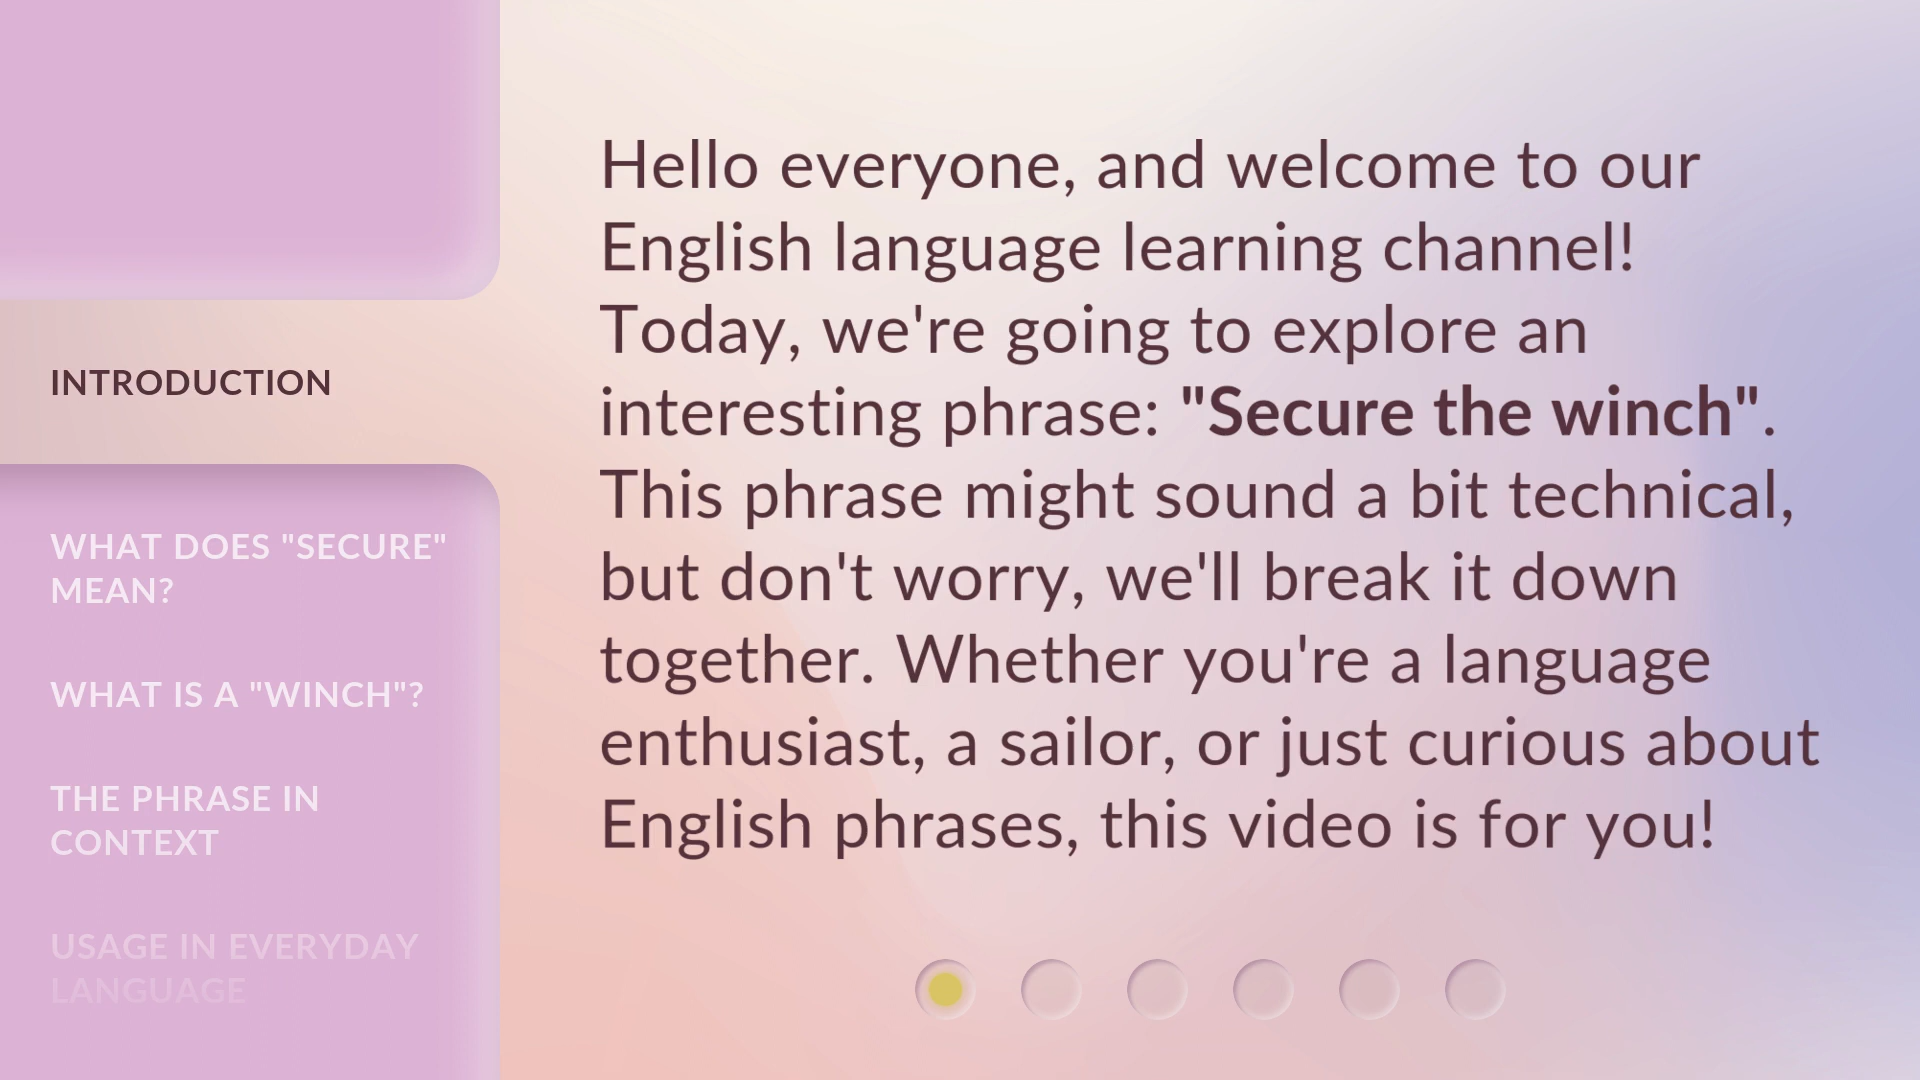 INTRODUCTION
WHAT DOES "SECURE"
MEAN?
WHAT IS A "WINCH"?
THE PHRASE IN
CONTEXT
USAGE IN EVERYDAY
LANGUAGE
Hello everyone, and welcome to our
English language learning channel!
Today, we're going to explore an
interesting phrase: "Secure the winch".
This phrase might sound a bit technical,
but don't worry, we'll break it down
together. Whether you're a language
enthusiast, a sailor, or just curious about
English phrases, this video is for you!